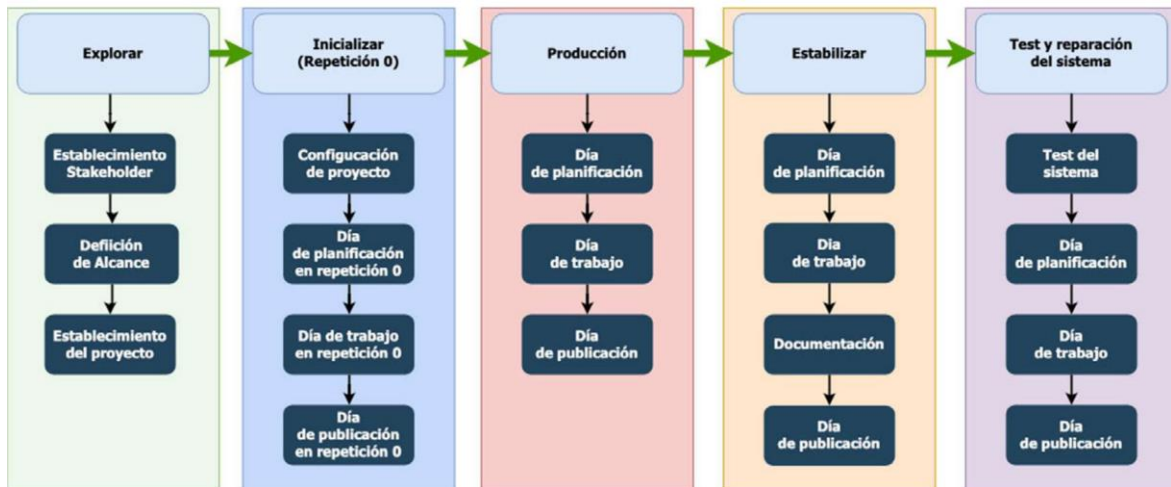 Explorar
Establecimiento
Stakeholder
Defiición
de Alcance
Establecimiento
del proyecto
Inicializar
(Repetición 0)
Configucación
de proyecto
Día
de planificación
en repetición 0
Día de trabajo
en repetición 0
Día
de publicación
en repetición 0
Producción
Día
de planificación
Día
de trabajo
Día
de publicación
Estabilizar
Día
de planificación
Dia
de trabajo
Documentación
Día
de publicación
Test y reparación
del sistema
Test del
sistema
Día
de planificación
Día
de trabajo
Día
de publicación